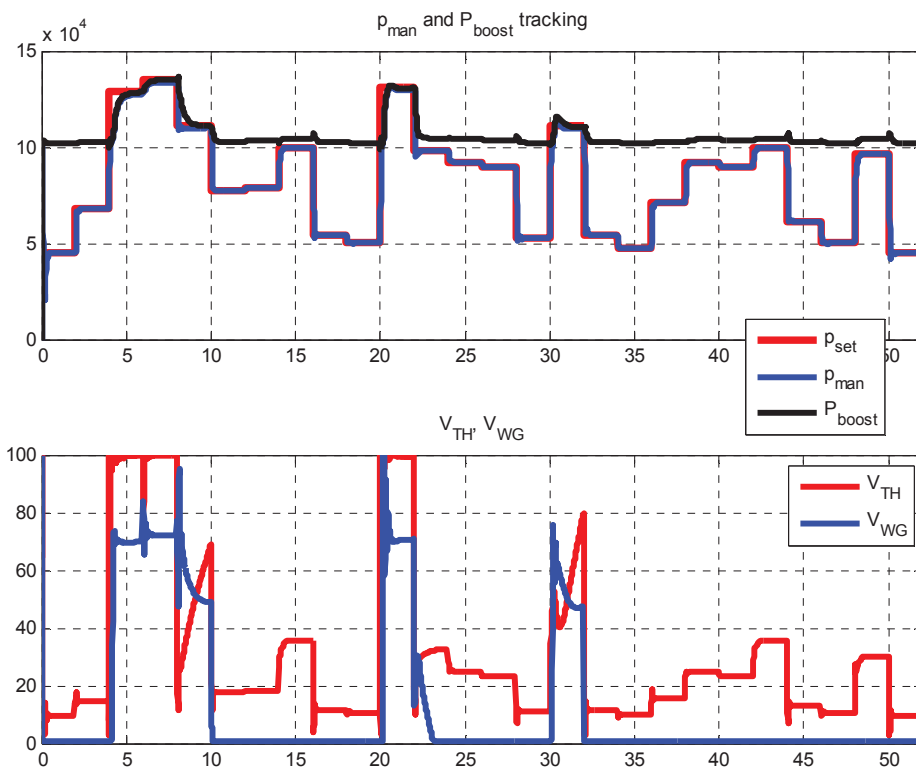 p_man and P_boost tracking
x 10^4
15
10
5
0
0 5 10 15 20 25 30 35 40 45 50
p_set
p_man
P_boost
V_TH, V_WG
100
80
60
40
20
0
0 5 10 15 20 25 30 35 40 45 50
V_TH
V_WG